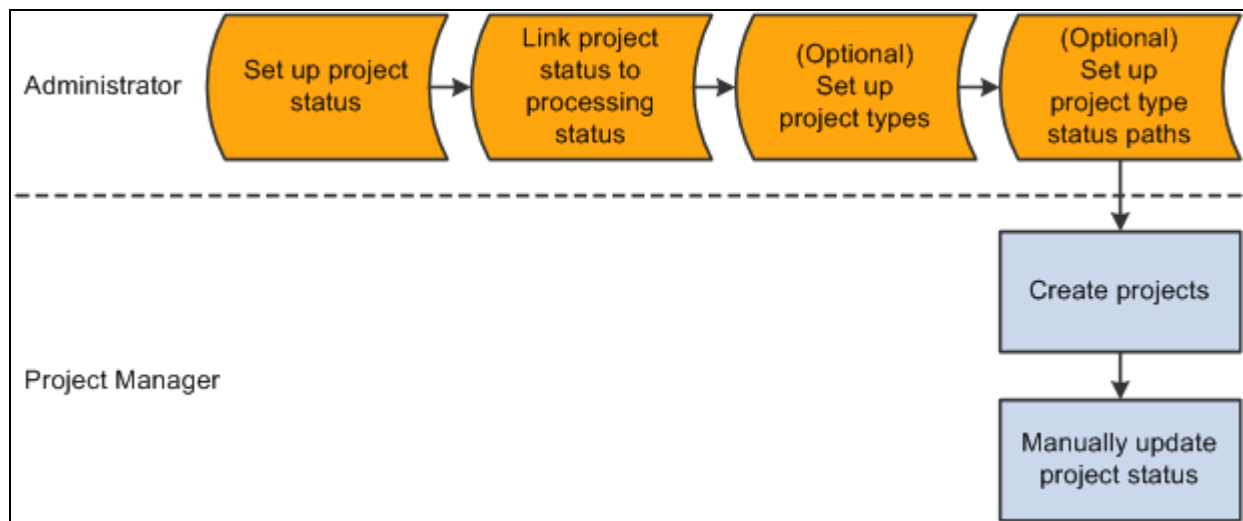 Administrator
Set up project
status
Link project
status to
processing
status
(Optional)
Set up
project types
(Optional)
Set up
project type
status paths
Project Manager
Create projects
Manually update
project status